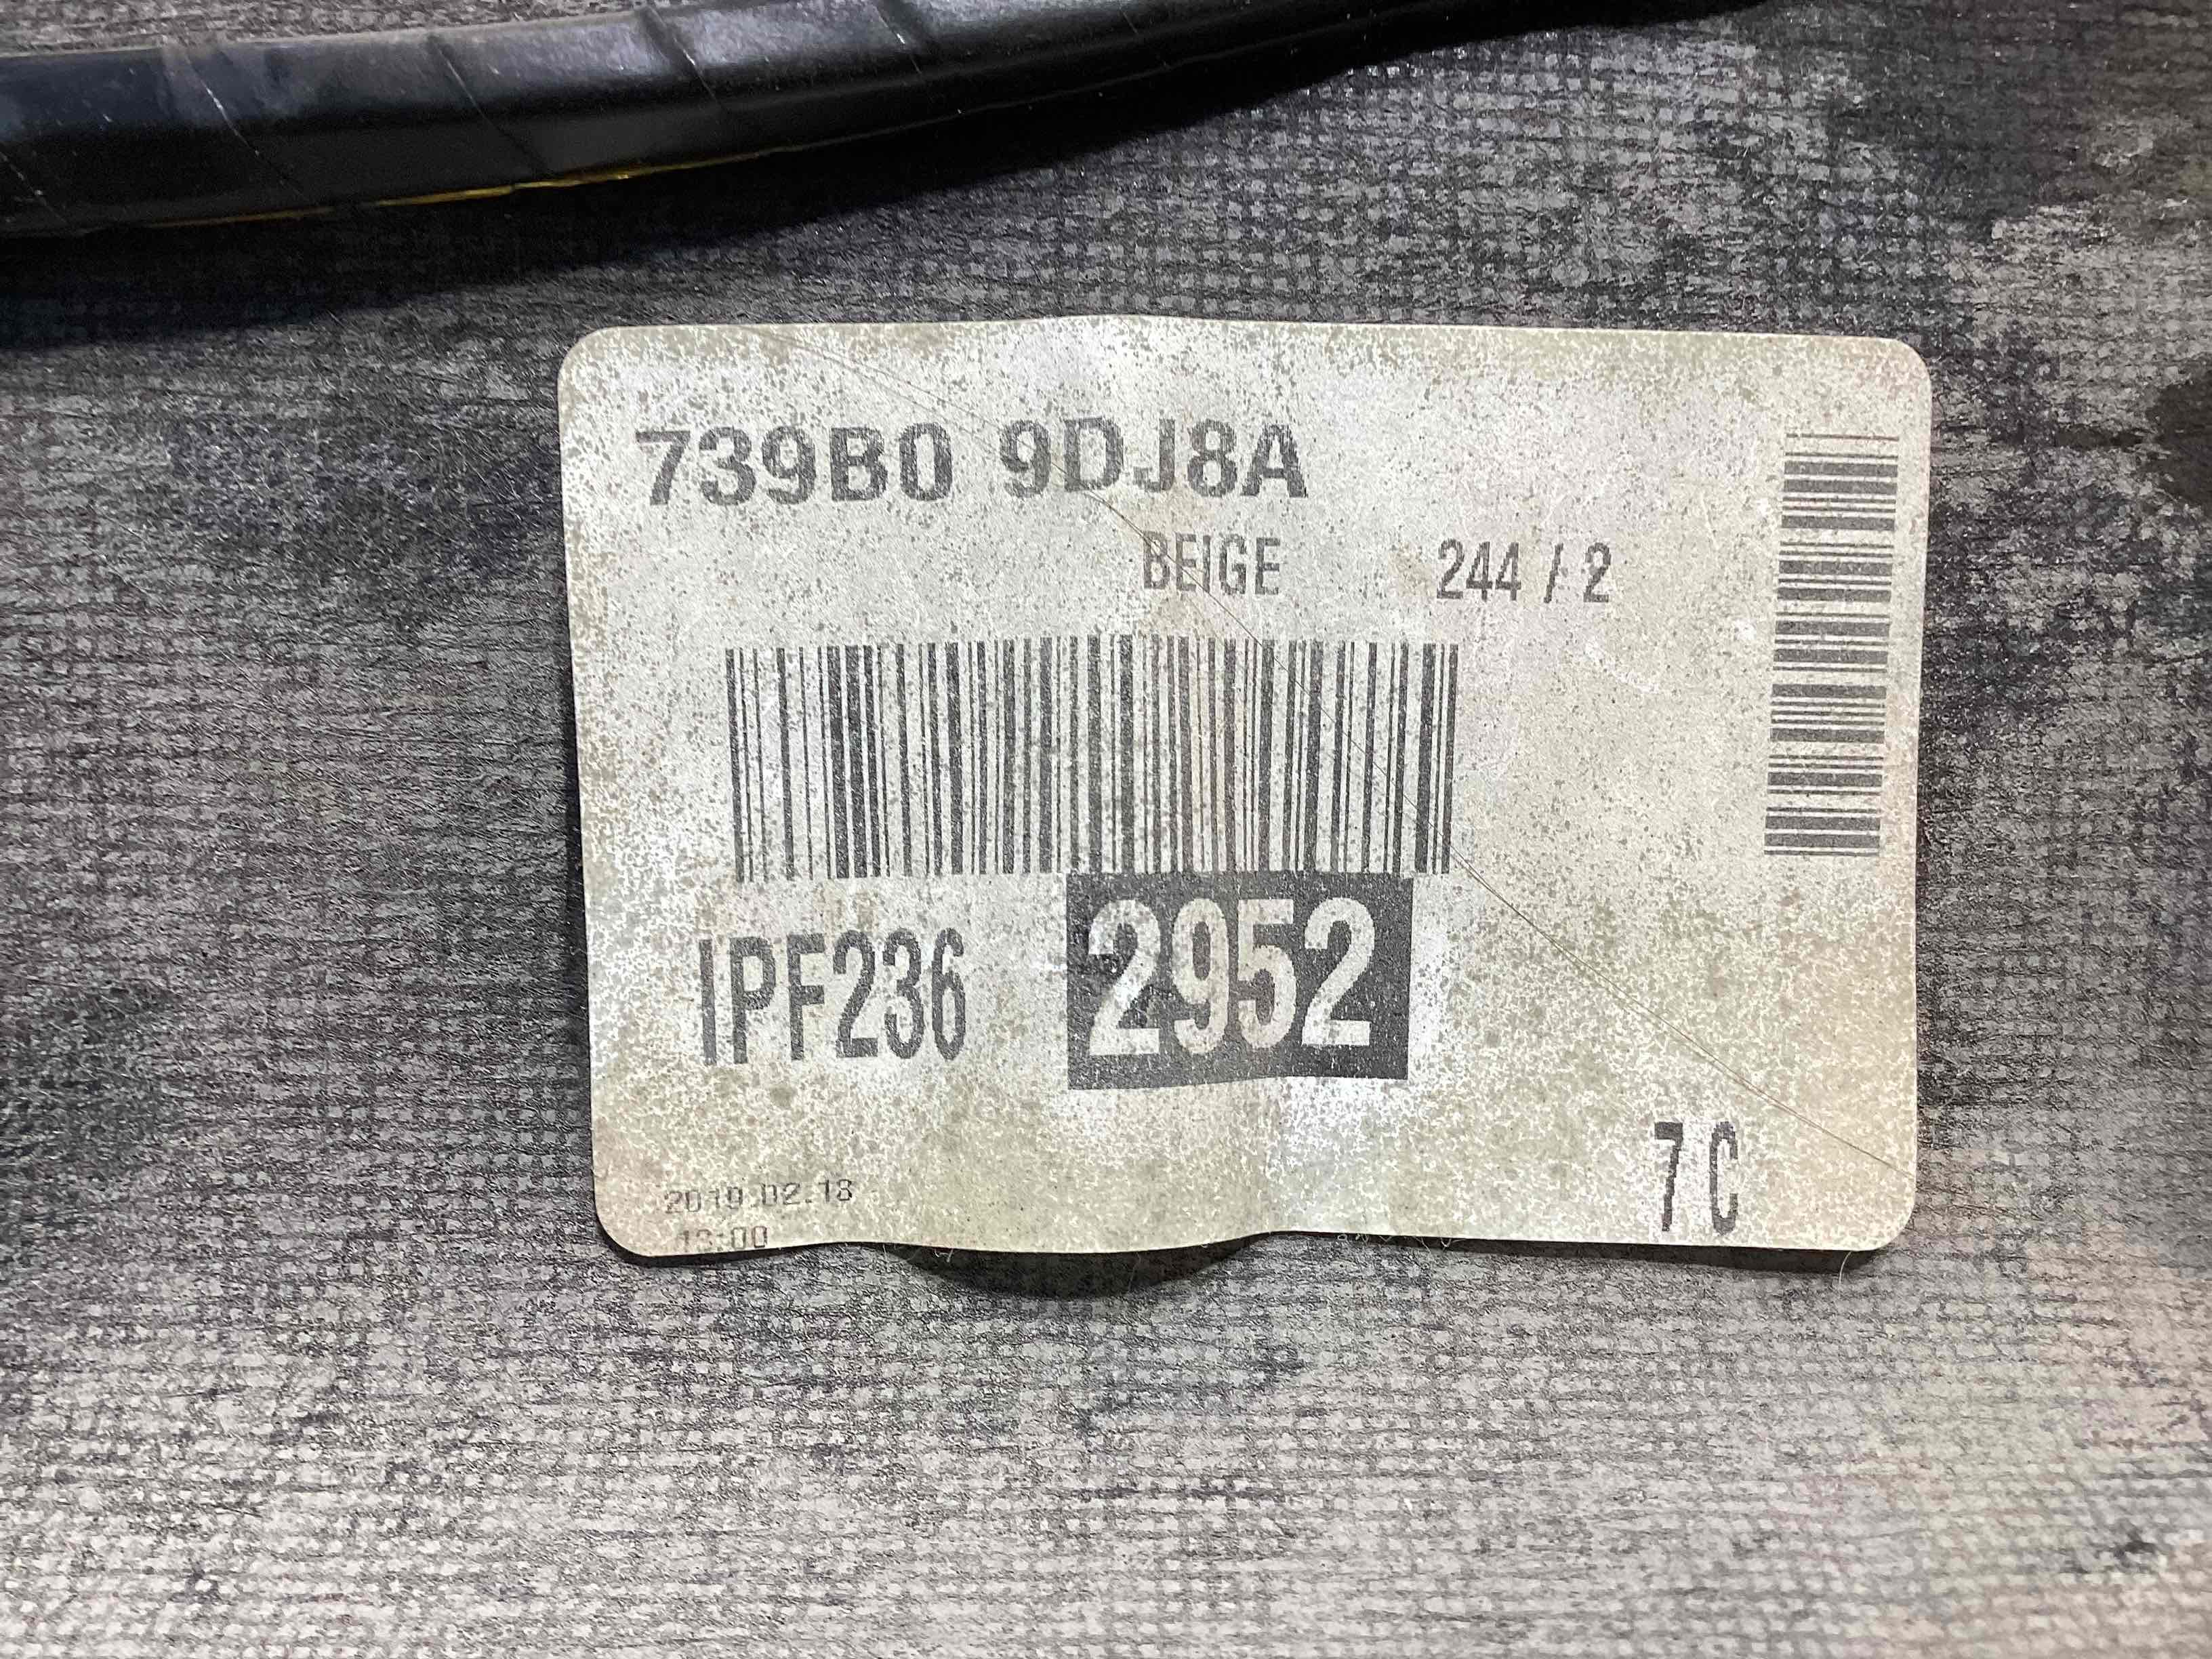 739B0 9DJ8A
BEIGE 244 / 2
IPF236 2952
7 C
2019.02.18
13:00